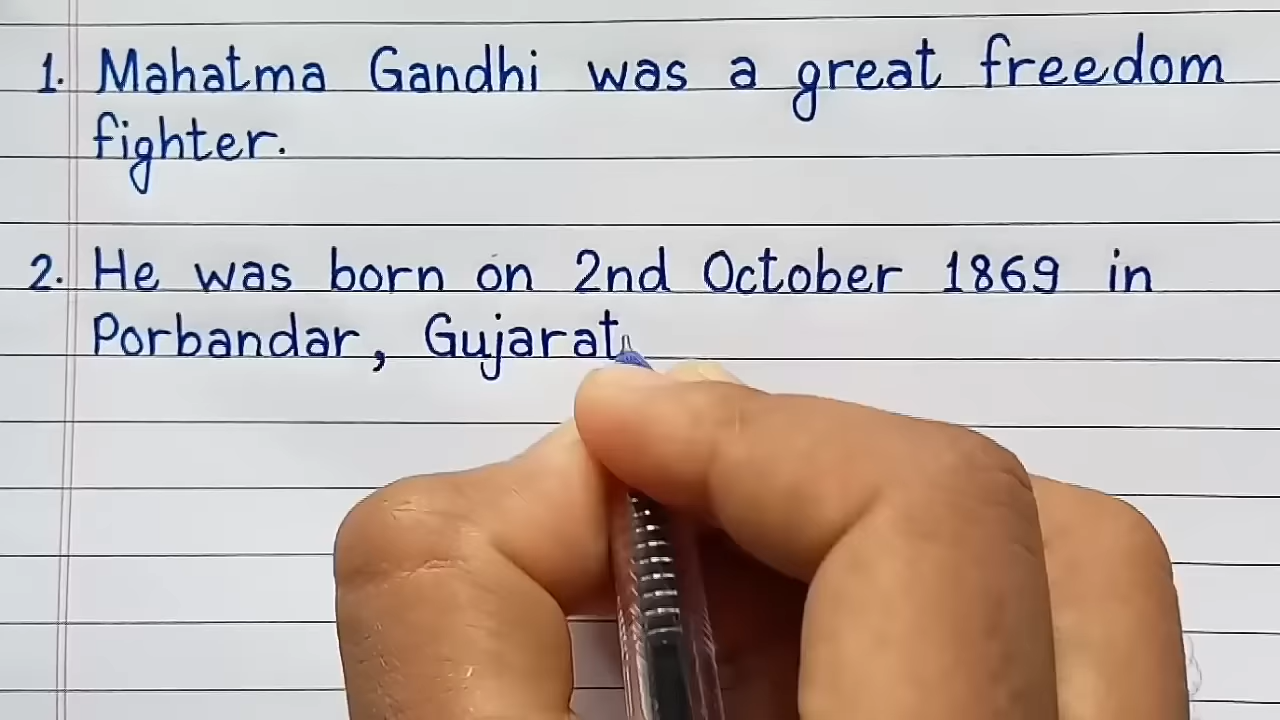 1. Mahatma Gandhi was a great freedom
fighter.
2. He was born on 2nd October 1869 in
Porbandar, Gujarat